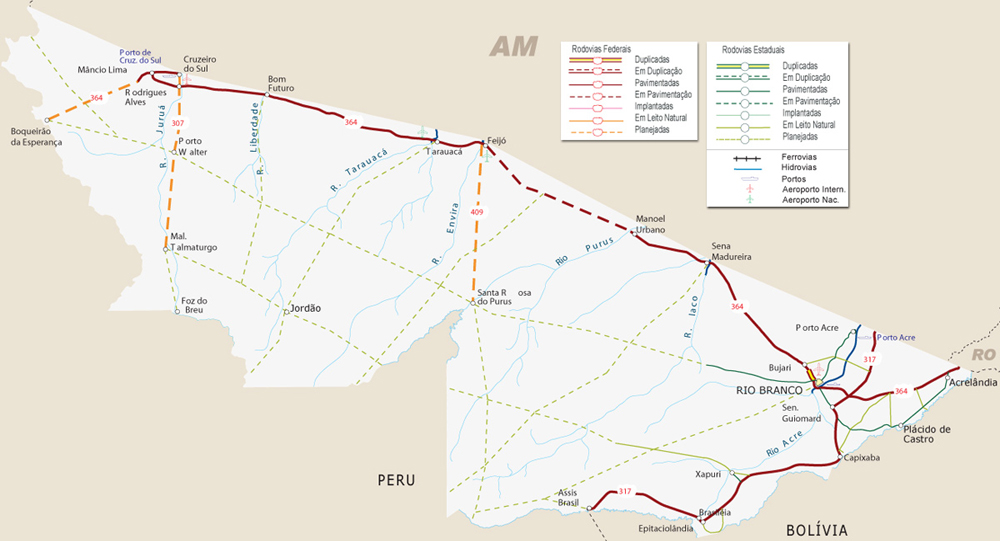 AM
Rodovias Federais
Duplicadas
Em Duplicação
Pavimentadas
Em Pavimentação
Implantadas
Em Leito Natural
Planejadas
Rodovias Estaduais
Duplicadas
Em Duplicação
Pavimentadas
Em Pavimentação
Implantadas
Em Leito Natural
Planejadas
Ferrovias
Hidrovias
Portos
Aeroporto Intern.
Aeroporto Nac.
Porto de
Cruz. do Sul
Cruzeiro
do Sul
Mâncio Lima
364
Rodrigues
Alves
Bom
Futuro
Boqueirão
da Esperança
307
R. Juruá
Porto
Walter
R. Liberdade
364
R. Tarauacá
Tarauacá
Feijó
R. Envira
409
Mal.
Talmaturgo
Foz do
Breu
Jordão
Santa Rosa
do Purus
Rio Purus
Manoel
Urbano
Sena
Madureira
R. Iaco
364
Porto Acre
Porto Acre
317
RO
Bujari
RIO BRANCO
364
Acrelândia
Sen.
Guiomard
Plácido de
Castro
Rio Acre
Capixaba
Xapuri
PERU
Assis
Brasil
317
Brasiléia
Epitaciolândia
BOLÍVIA